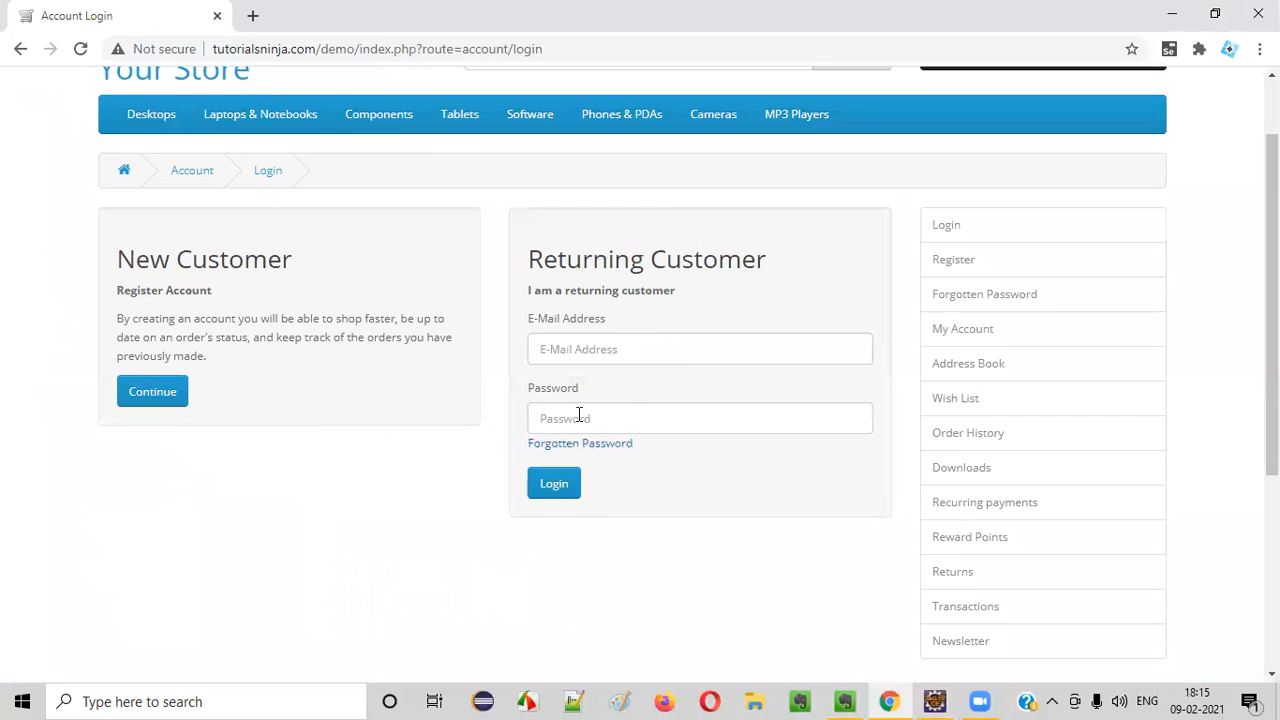 Account Login
Not secure
tutorialsninja.com/demo/index.php?route=account/login
Your Store
Desktops
Laptops & Notebooks
Components
Tablets
Software
Phones & PDAs
Cameras
MP3 Players
Account
Login
New Customer
Register Account
By creating an account you will be able to shop faster, be up
date on an order's status, and keep track of the orders you have
previously made.
Continue
Returning Customer
I am a returning customer
E-Mail Address
E-Mail Address
Password
Password
Forgotten Password
Login
Login
Register
Forgotten Password
My Account
Address Book
Wish List
Order History
Downloads
Recurring payments
Reward Points
Returns
Transactions
Newsletter
Type here to search
ENG
18:15
09-02-2021